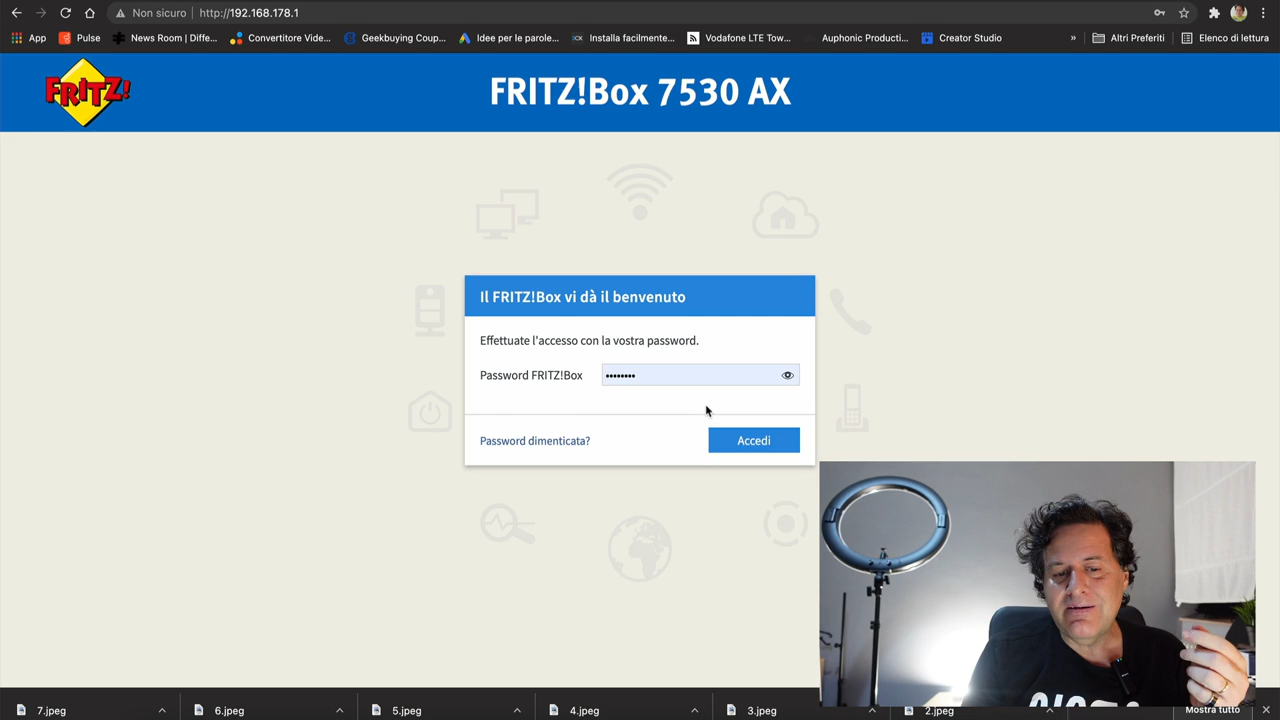 Non sicuro
http://192.168.178.1
App
Pulse
News Room | Diffe...
Convertitore Vide...
Geekbuying Coup...
Idee per le parole...
Installa facilmente...
Vodafone LTE Tow...
Auphonic Producti...
Creator Studio
»
Altri Preferiti
Elenco di lettura
FRITZ!
FRITZ!Box 7530 AX
Il FRITZ!Box vi dà il benvenuto
Effettuate l'accesso con la vostra password.
Password FRITZ!Box
••••••••
Password dimenticata?
Accedi
7.jpeg
6.jpeg
5.jpeg
4.jpeg
3.jpeg
2.jpeg
Mostra tutto